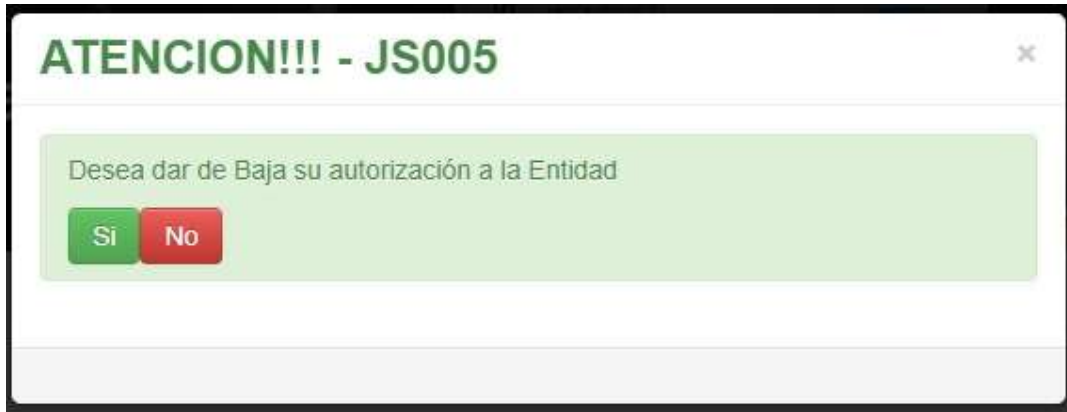 ATENCION!!! - JS005
×
Desea dar de Baja su autorización a la Entidad
Si No